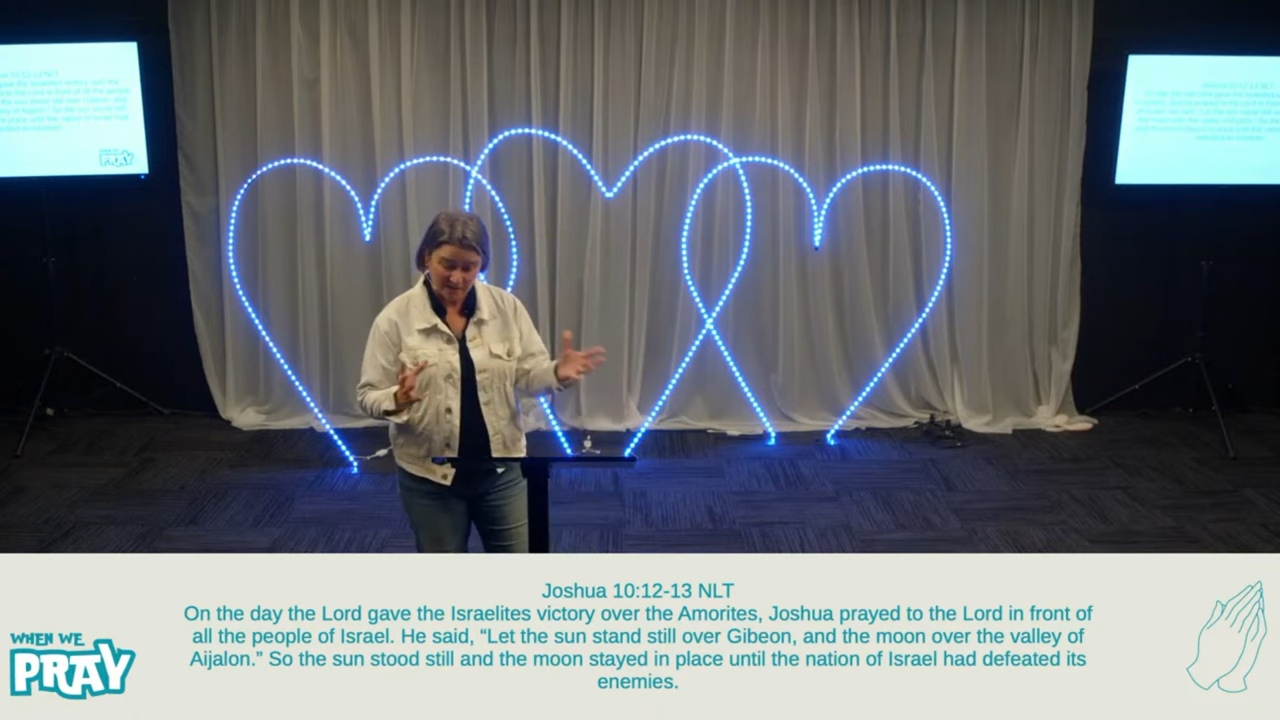 Joshua 10:12-13 NLT
On the day the Lord gave the Israelites victory over the Amorites, Joshua prayed to the Lord in front of
all the people of Israel. He said, “Let the sun stand still over Gibeon, and the moon over the valley of
Aijalon.” So the sun stood still and the moon stayed in place until the nation of Israel had defeated its
enemies.
WHEN WE
PRAY
PRAY